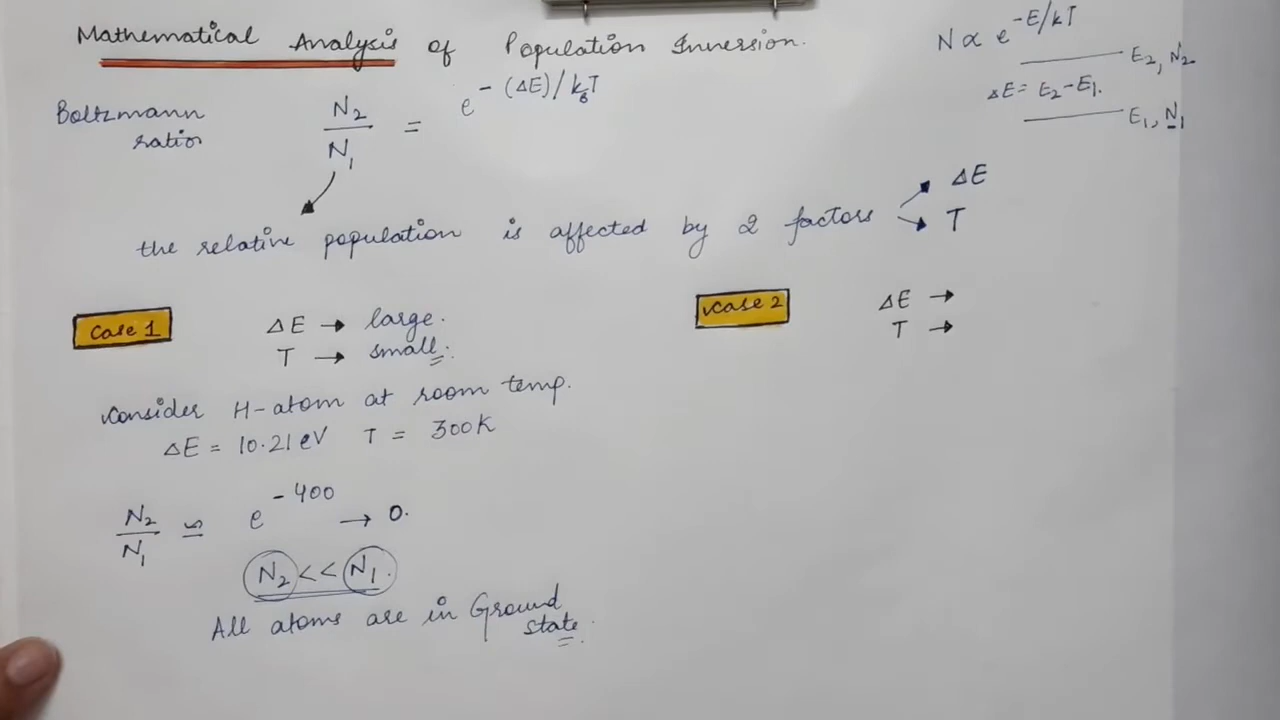 Mathematical Analysis of Population Inversion.
N ∝ e^-E/kT
E2, N2
ΔE = E2-E1.
E1, N1
Boltzmann ratio
N2/N1 = e^-(ΔE)/kBT
the relative population is affected by 2 factors → ΔE
→ T
Case 1
ΔE → large.
T → small.
Consider H-atom at room temp.
ΔE = 10.21eV T = 300K
N2/N1 ≃ e^-400 → 0.
N2 << N1.
All atoms are in Ground
state.
Case 2
ΔE →
T →